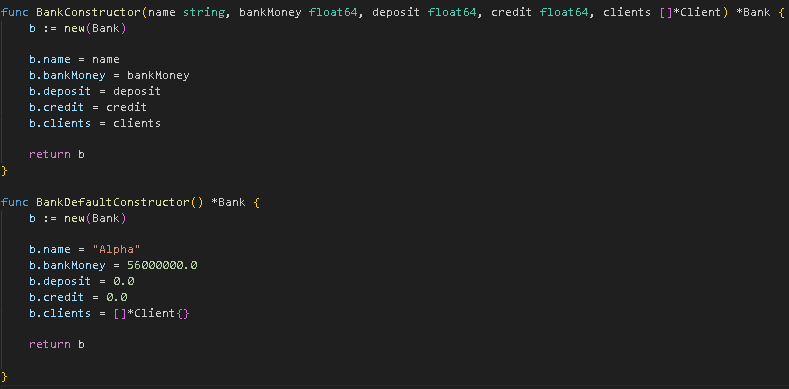 func BankConstructor(name string, bankMoney float64, deposit float64, credit float64, clients []*Client) *Bank {
    b := new(Bank)

    b.name = name
    b.bankMoney = bankMoney
    b.deposit = deposit
    b.credit = credit
    b.clients = clients

    return b
}

func BankDefaultConstructor() *Bank {
    b := new(Bank)

    b.name = "Alpha"
    b.bankMoney = 56000000.0
    b.deposit = 0.0
    b.credit = 0.0
    b.clients = []*Client{}

    return b

}